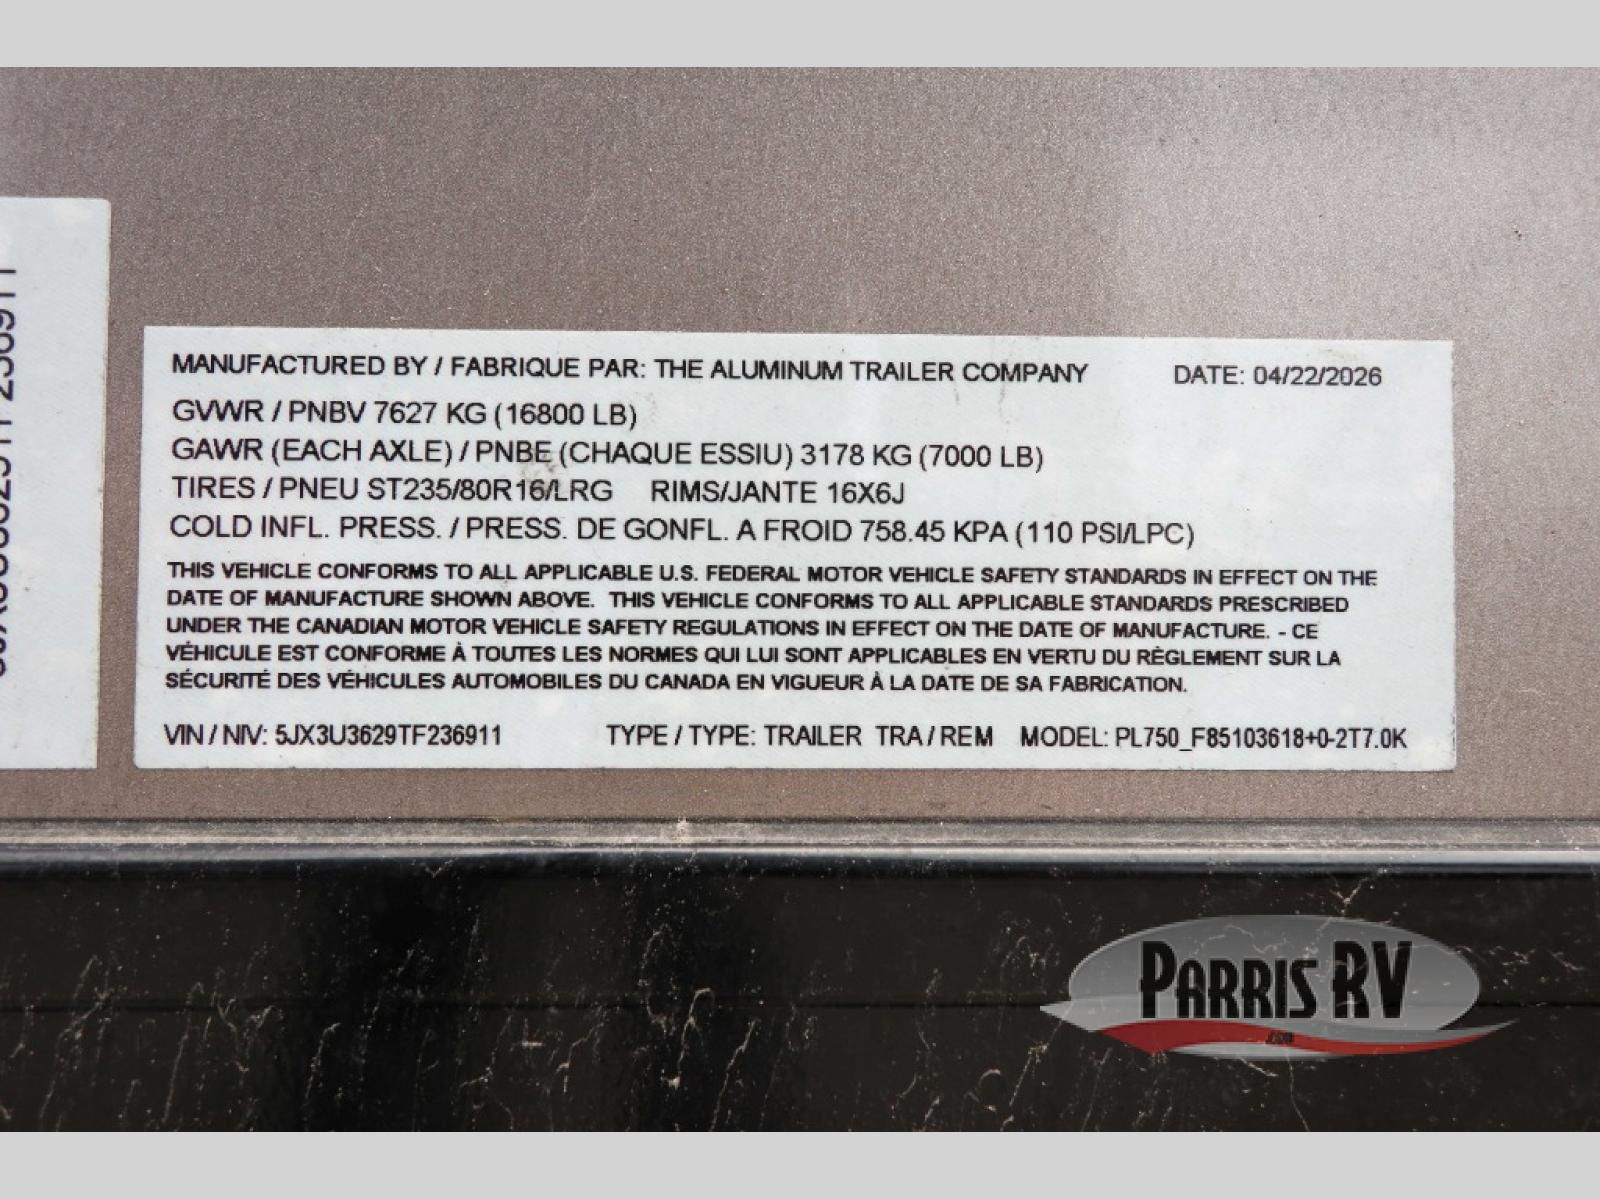 MANUFACTURED BY / FABRIQUE PAR: THE ALUMINUM TRAILER COMPANY DATE: 04/22/2026
GVWR / PNBV 7627 KG (16800 LB)
GAWR (EACH AXLE) / PNBE (CHAQUE ESSIU) 3178 KG (7000 LB)
TIRES / PNEU ST235/80R16/LRG RIMS/JANTE 16X6J
COLD INFL. PRESS. / PRESS. DE GONFL. A FROID 758.45 KPA (110 PSI/LPC)
THIS VEHICLE CONFORMS TO ALL APPLICABLE U.S. FEDERAL MOTOR VEHICLE SAFETY STANDARDS IN EFFECT ON THE
DATE OF MANUFACTURE SHOWN ABOVE. THIS VEHICLE CONFORMS TO ALL APPLICABLE STANDARDS PRESCRIBED
UNDER THE CANADIAN MOTOR VEHICLE SAFETY REGULATIONS IN EFFECT ON THE DATE OF MANUFACTURE. - CE
VÉHICULE EST CONFORME À TOUTES LES NORMES QUI LUI SONT APPLICABLES EN VERTU DU RÈGLEMENT SUR LA
SÉCURITÉ DES VÉHICULES AUTOMOBILES DU CANADA EN VIGUEUR À LA DATE DE SA FABRICATION.
VIN / NIV: 5JX3U3629TF236911 TYPE / TYPE: TRAILER TRA / REM MODEL: PL750_F85103618+0-2T7.0K
PARRIS RV
.com